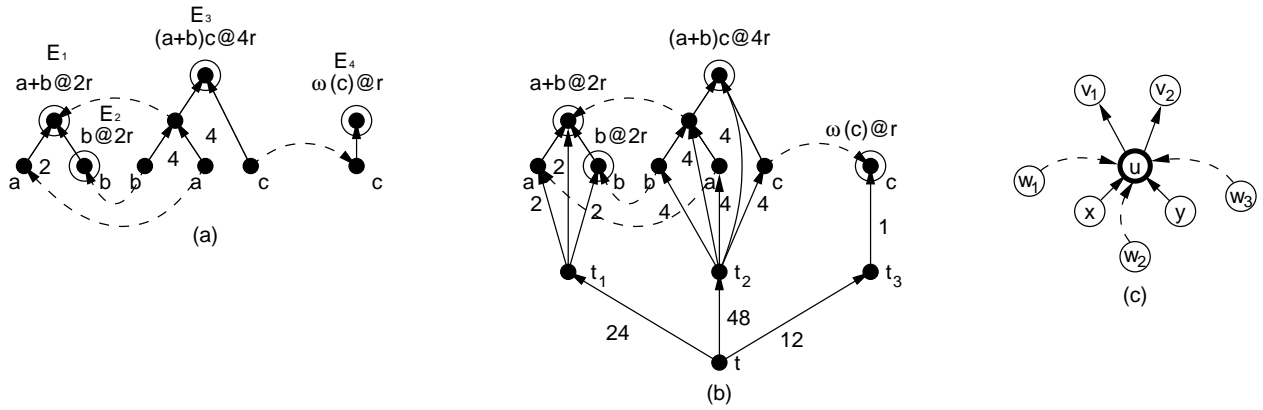 E₁
a+b@2r
E₂
b@2r
E₃
(a+b)c@4r
E₄
ω(c)@r
2
4
4
a
b
b
a
c
c
(a)
(a+b)c@4r
a+b@2r
b@2r
ω(c)@r
2
4
4
a
b
b
a
c
c
2
2
4
4
4
1
t₁
t₂
t₃
24
48
12
t
(b)
v₁
v₂
w₁
u
w₃
x
y
w₂
(c)